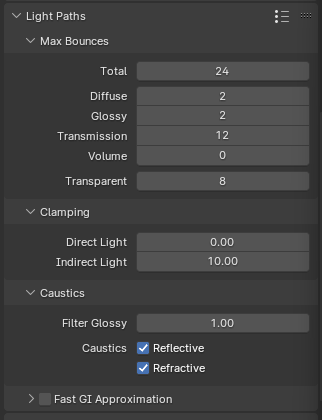 Light Paths
Max Bounces
Total 24
Diffuse 2
Glossy 2
Transmission 12
Volume 0
Transparent 8
Clamping
Direct Light 0.00
Indirect Light 10.00
Caustics
Filter Glossy 1.00
Caustics Reflective
Refractive
Fast GI Approximation